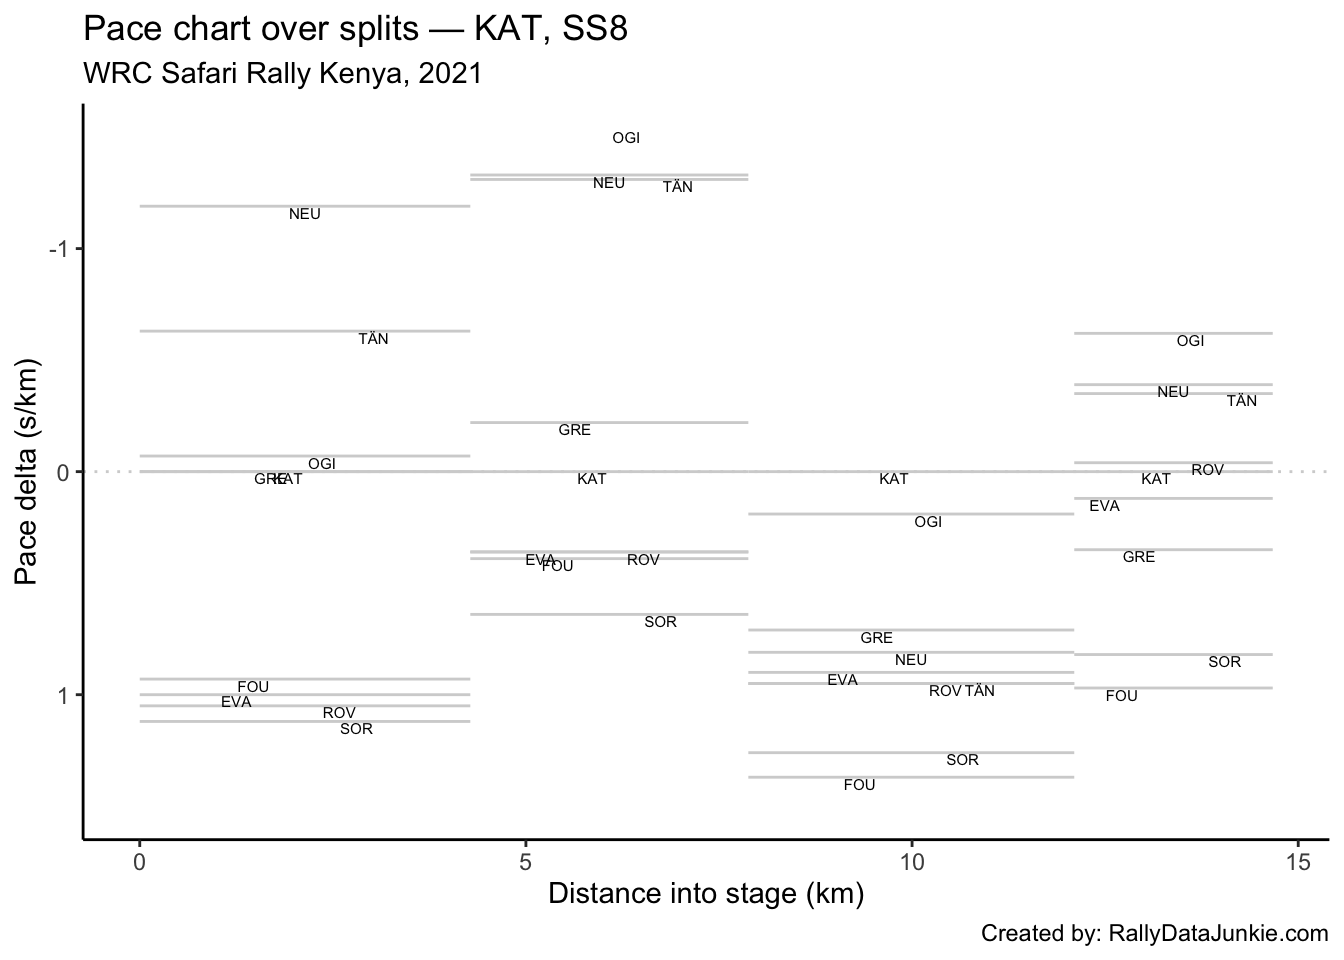 Pace chart over splits — KAT, SS8
WRC Safari Rally Kenya, 2021
OGI
NEU TÄN
NEU
-1
TÄN
OGI
NEU
TÄN
GRE
OGI
ROV
0
GRE KAT
KAT
KAT
KAT
EVA
OGI
EVA
FOU
ROV
GRE
SOR
GRE
NEU
SOR
EVA
ROV TÄN
FOU
1
FOU
EVA
ROV
SOR
SOR
FOU
Pace delta (s/km)
0 5 10 15
Distance into stage (km)
Created by: RallyDataJunkie.com